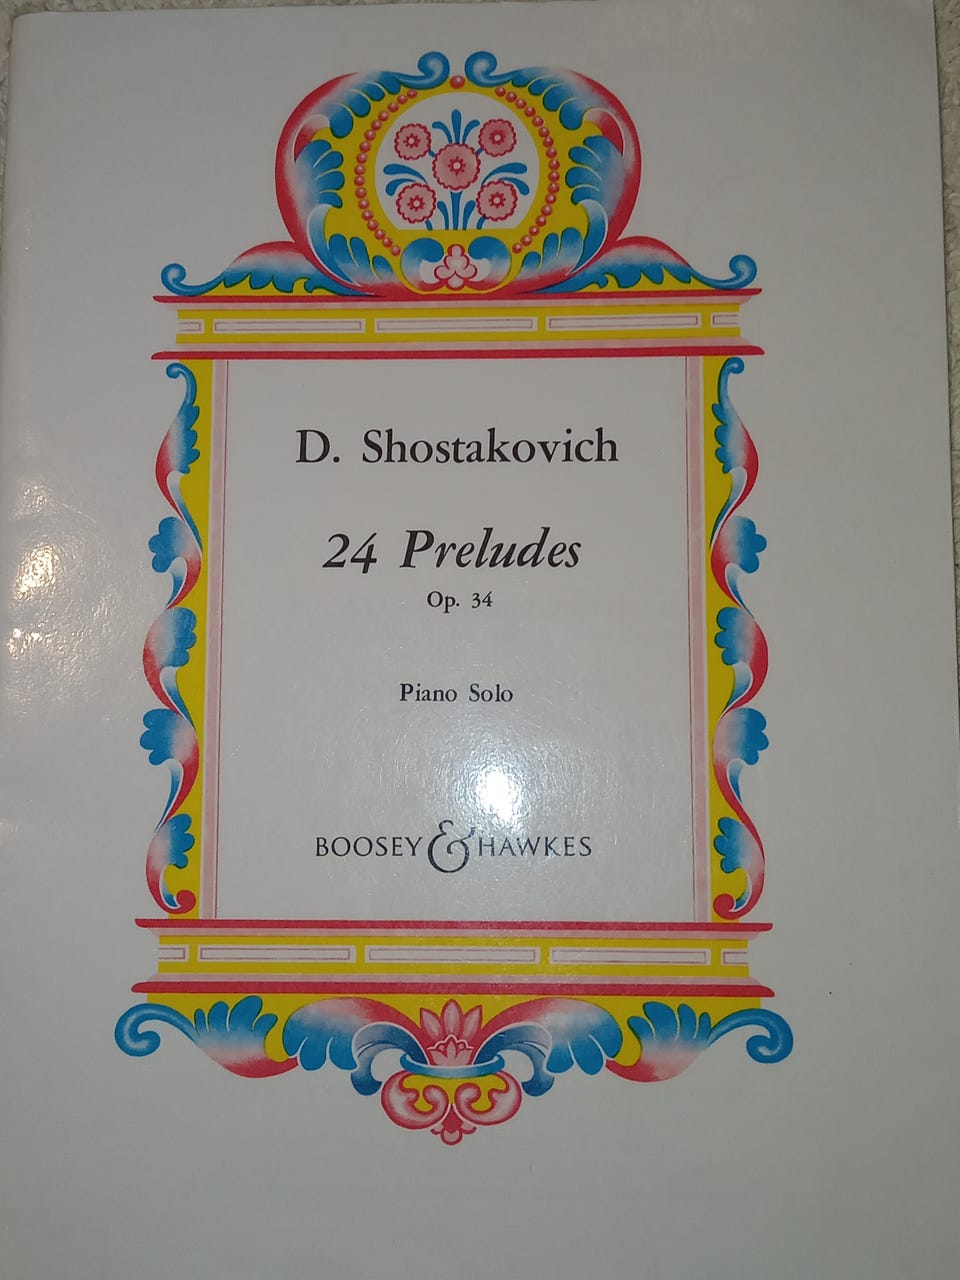 D. Shostakovich
24 Preludes
Op. 34
Piano Solo
BOOSEY & HAWKES